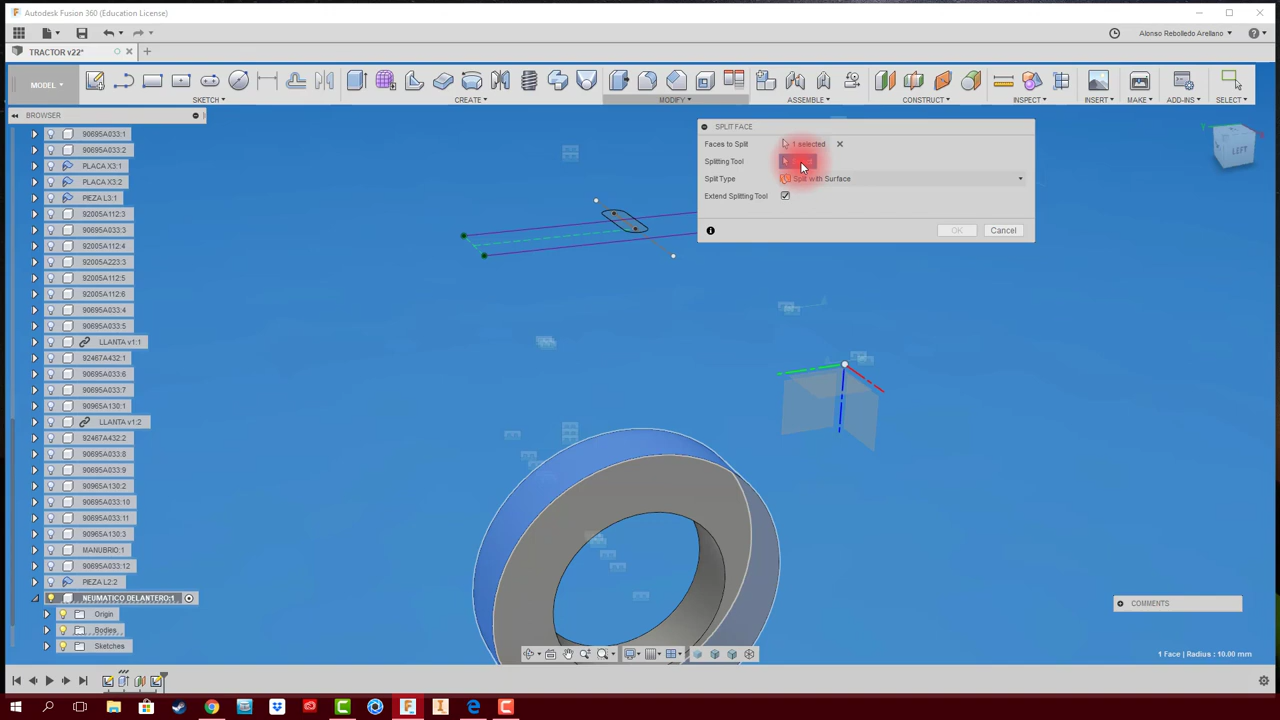 Autodesk Fusion 360 (Education License)
Alonso Rebolledo Arellano
TRACTOR v22*
MODEL
SKETCH
CREATE
MODIFY
ASSEMBLE
CONSTRUCT
INSPECT
INSERT
MAKE
ADD-INS
SELECT
BROWSER
90695A033:1
90695A033:2
PLACA X3:1
PLACA X3:2
PIEZA L3:1
92005A112:3
90695A033:3
92005A112:4
92005A223:3
92005A112:5
92005A112:6
90695A033:4
90695A033:5
LLANTA v1:1
92467A432:1
90695A033:6
90695A033:7
90965A130:1
LLANTA v1:2
92467A432:2
90695A033:8
90695A033:9
90965A130:2
90695A033:10
90695A033:11
90965A130:3
MANUBRIO:1
90695A033:12
PIEZA L2:2
NEUMATICO DELANTERO:1
Origin
Bodies
Sketches
SPLIT FACE
Faces to Split
1 selected
Splitting Tool
Split Type
Split with Surface
Extend Splitting Tool
OK
Cancel
LEFT
COMMENTS
1 Face | Radius : 10.00 mm